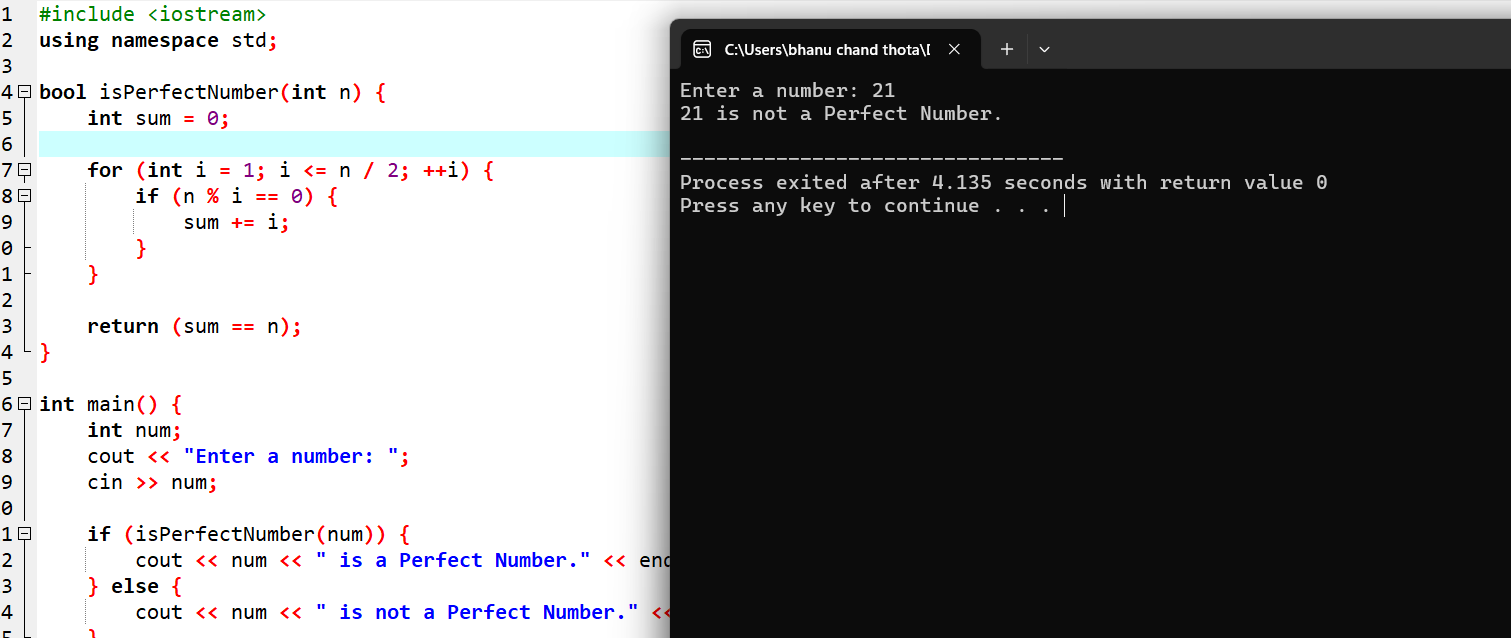 1 #include <iostream>
2 using namespace std;
3
4 bool isPerfectNumber(int n) {
5     int sum = 0;
6
7     for (int i = 1; i <= n / 2; ++i) {
8         if (n % i == 0) {
9             sum += i;
0         }
1     }
2
3     return (sum == n);
4 }
5
6 int main() {
7     int num;
8     cout << "Enter a number: ";
9     cin >> num;
0
1     if (isPerfectNumber(num)) {
2         cout << num << " is a Perfect Number." << end
3     } else {
4         cout << num << " is not a Perfect Number." <<
5     }
C:\Users\bhanu chand thota\
Enter a number: 21
21 is not a Perfect Number.
--------------------------------
Process exited after 4.135 seconds with return value 0
Press any key to continue . . .